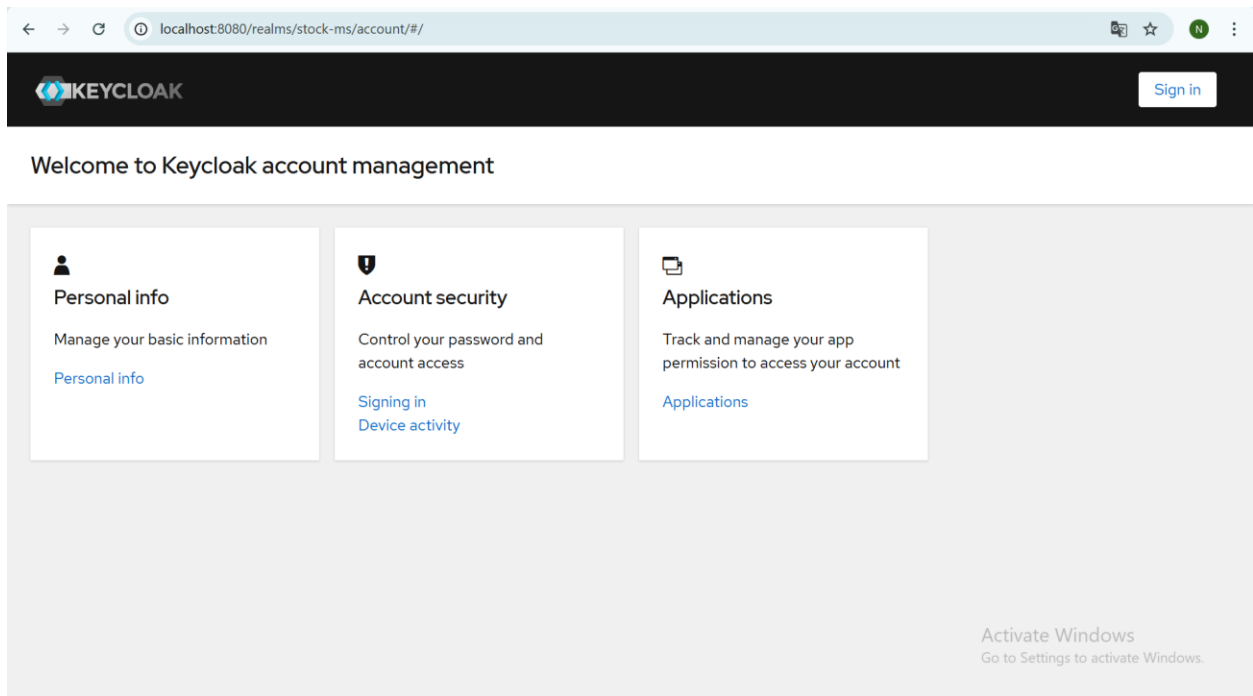 localhost:8080/realms/stock-ms/account/#/
N
KEYCLOAK
Sign in
Welcome to Keycloak account management
Personal info
Manage your basic information
Personal info
Account security
Control your password and
account access
Signing in
Device activity
Applications
Track and manage your app
permission to access your account
Applications
Activate Windows
Go to Settings to activate Windows.